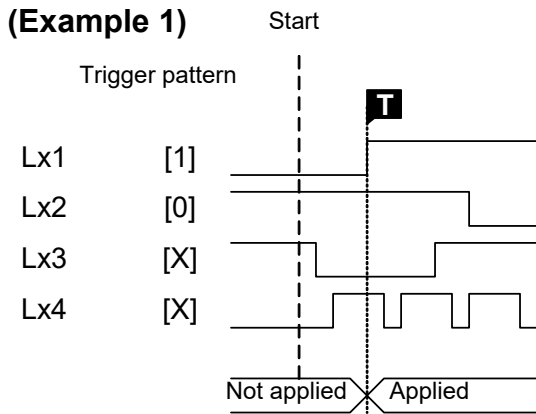 (Example 1)
Start
Trigger pattern
T
Lx1 [1]
Lx2 [0]
Lx3 [X]
Lx4 [X]
Not applied Applied